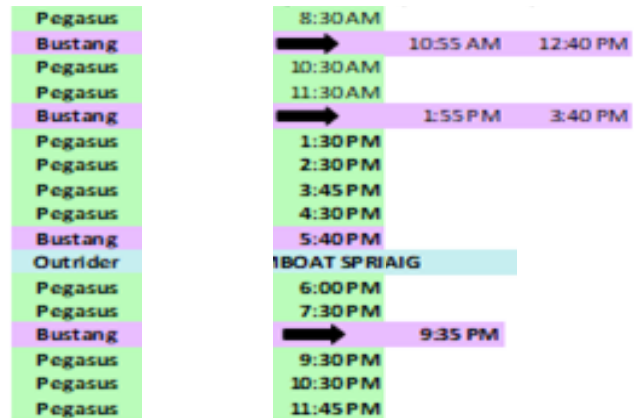 Pegasus 8:30AM
Bustang 10:55 AM 12:40 PM
Pegasus 10:30AM
Pegasus 11:30AM
Bustang 1:55PM 3:40 PM
Pegasus 1:30PM
Pegasus 2:30PM
Pegasus 3:45PM
Pegasus 4:30PM
Bustang 5:40PM
Outrider MBOAT SPRIAIG
Pegasus 6:00PM
Pegasus 7:30PM
Bustang 9:35 PM
Pegasus 9:30PM
Pegasus 10:30PM
Pegasus 11:45PM